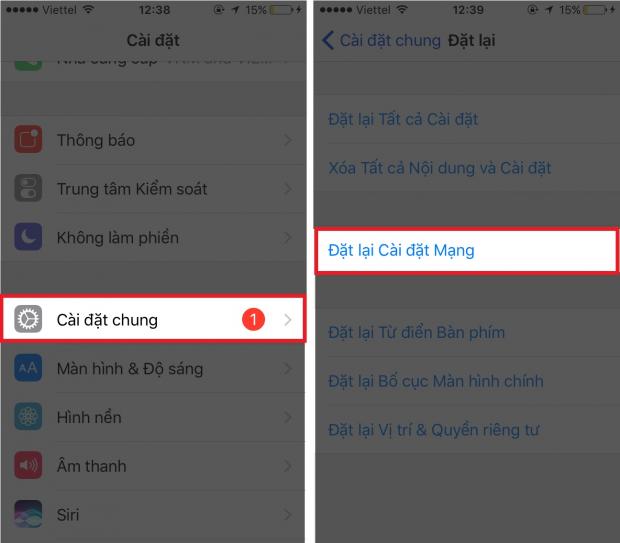 Viettel 12:38 15%
Cài đặt
Nhà cung cấp
Thông báo
Trung tâm Kiểm soát
Không làm phiền
Cài đặt chung 1
AA Màn hình & Độ sáng
Hình nền
Âm thanh
Siri
Viettel 12:39 15%
Cài đặt chung Đặt lại
Đặt lại Tất cả Cài đặt
Xóa Tất cả Nội dung và Cài đặt
Đặt lại Cài đặt Mạng
Đặt lại Từ điển Bàn phím
Đặt lại Bố cục Màn hình chính
Đặt lại Vị trí & Quyền riêng tư